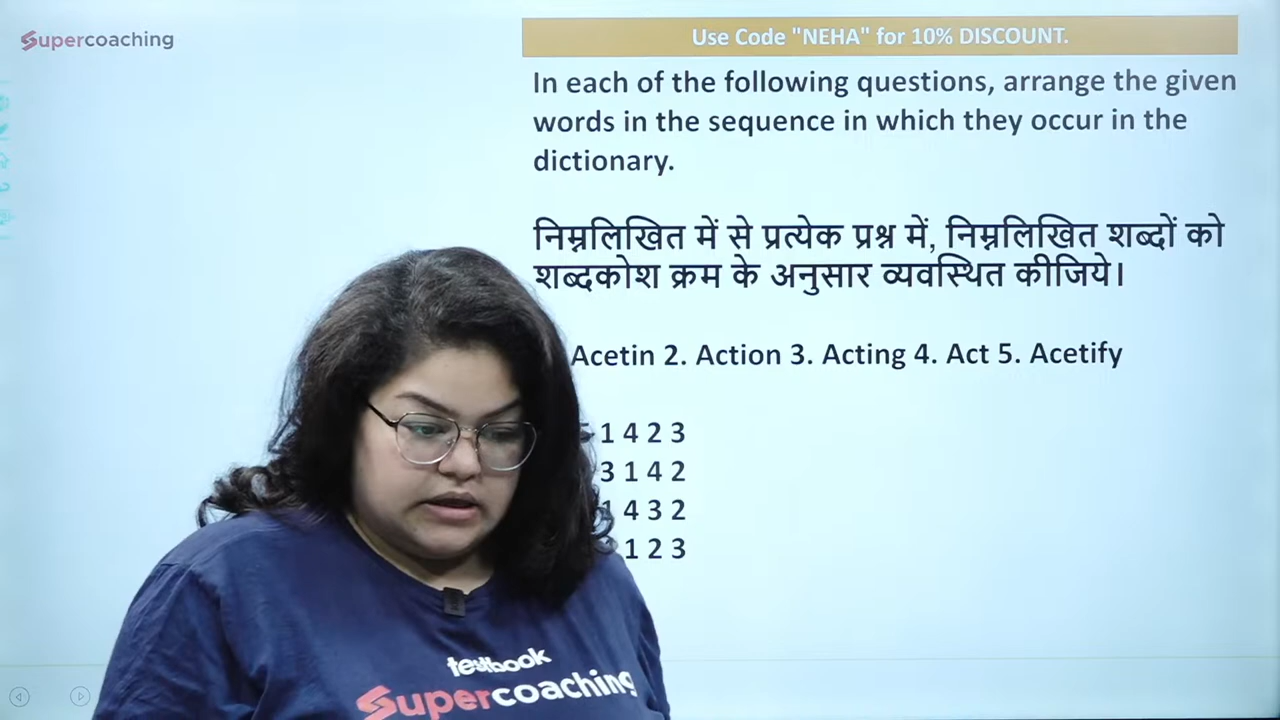 Supercoaching
Use Code "NEHA" for 10% DISCOUNT.
In each of the following questions, arrange the given
words in the sequence in which they occur in the
dictionary.
निम्नलिखित में से प्रत्येक प्रश्न में, निम्नलिखित शब्दों को
शब्दकोश क्रम के अनुसार व्यवस्थित कीजिये।
Acetin 2. Action 3. Acting 4. Act 5. Acetify
1 4 2 3
3 1 4 2
1 4 3 2
1 2 3
testbook
Supercoaching